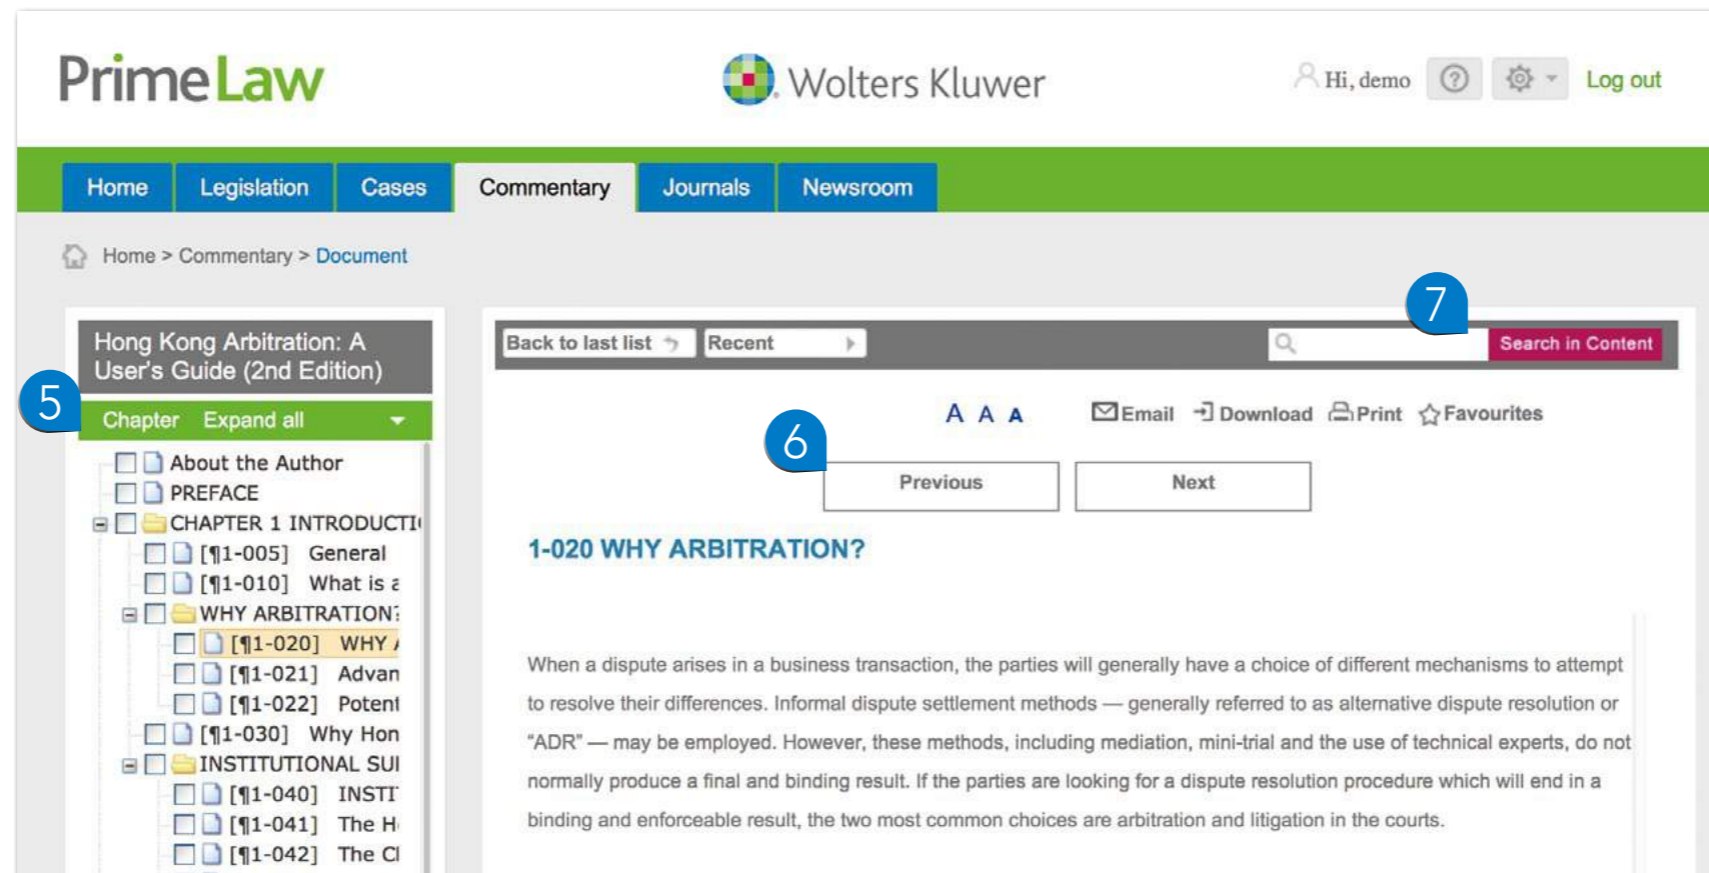 PrimeLaw
Wolters Kluwer
Hi, demo
Log out
Home Legislation Cases Commentary Journals Newsroom
Home > Commentary > Document
7
Hong Kong Arbitration: A
User's Guide (2nd Edition)
Back to last list Recent
Search in Content
5
Chapter Expand all
About the Author
PREFACE
CHAPTER 1 INTRODUCTI
[¶1-005] General
[¶1-010] What is a
WHY ARBITRATION?
[¶1-020] WHY A
[¶1-021] Advan
[¶1-022] Potent
[¶1-030] Why Hon
INSTITUTIONAL SUI
[¶1-040] INSTI
[¶1-041] The H
[¶1-042] The C
A A A Email Download Print Favourites
6
Previous Next
1-020 WHY ARBITRATION?
When a dispute arises in a business transaction, the parties will generally have a choice of different mechanisms to attempt
to resolve their differences. Informal dispute settlement methods — generally referred to as alternative dispute resolution or
“ADR” — may be employed. However, these methods, including mediation, mini-trial and the use of technical experts, do not
normally produce a final and binding result. If the parties are looking for a dispute resolution procedure which will end in a
binding and enforceable result, the two most common choices are arbitration and litigation in the courts.